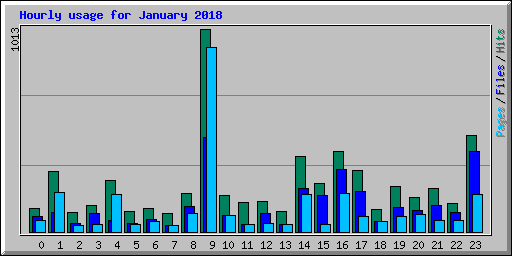 Hourly usage for January 2018
1013
Pages / Files / Hits
0 1 2 3 4 5 6 7 8 9 10 11 12 13 14 15 16 17 18 19 20 21 22 23